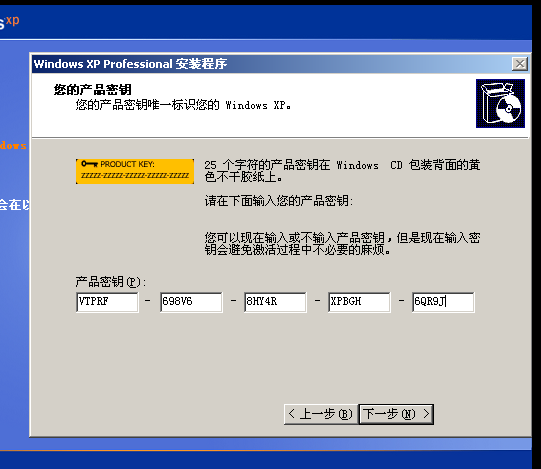 s xp
Windows XP Professional 安装程序
您的产品密钥
您的产品密钥唯一标识您的 Windows XP。
PRODUCT KEY:
ZZZZZ-ZZZZZ-ZZZZZ-ZZZZZ-ZZZZZ
25 个字符的产品密钥在 Windows CD 包装背面的黄
色不干胶纸上。
dows
会在以
请在下面输入您的产品密钥:
您可以现在输入或不输入产品密钥，但是现在输入密
钥会避免激活过程中不必要的麻烦。
产品密钥(P):
VTPRF - 698V6 - 8HY4R - XPBGH - 6QR9J
< 上一步(B) 下一步(N) >